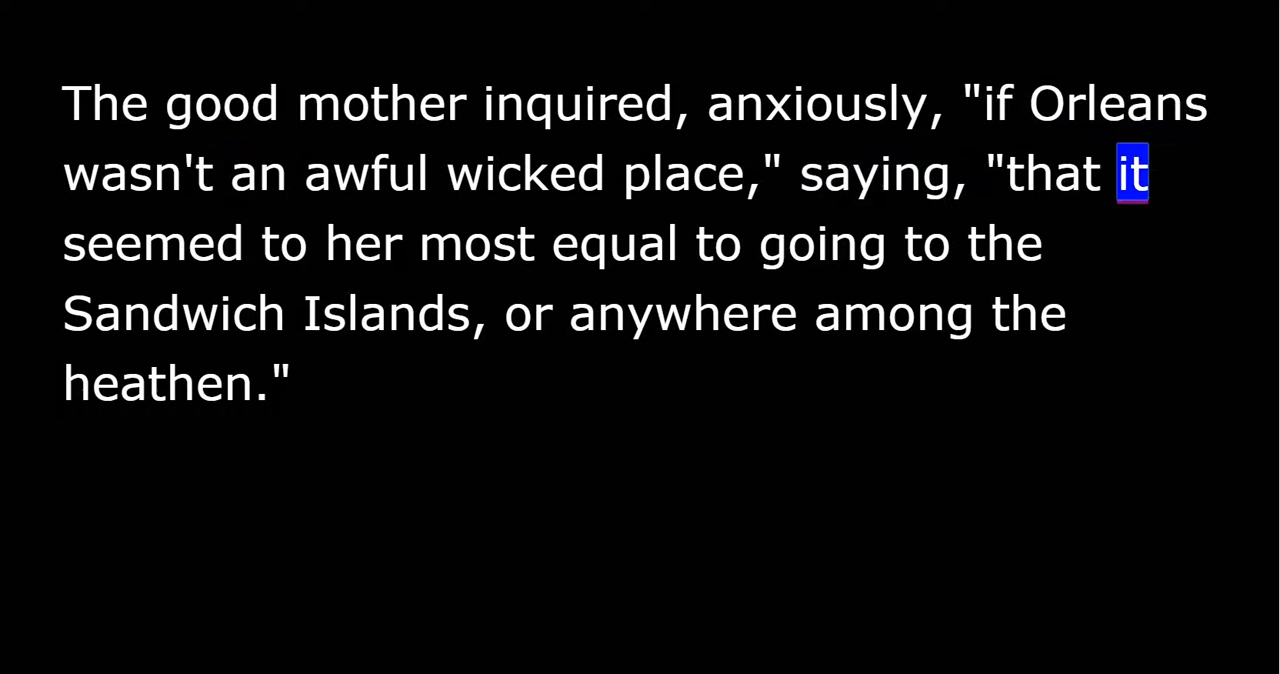 The good mother inquired, anxiously, "if Orleans
wasn't an awful wicked place," saying, "that it
seemed to her most equal to going to the
Sandwich Islands, or anywhere among the
heathen."